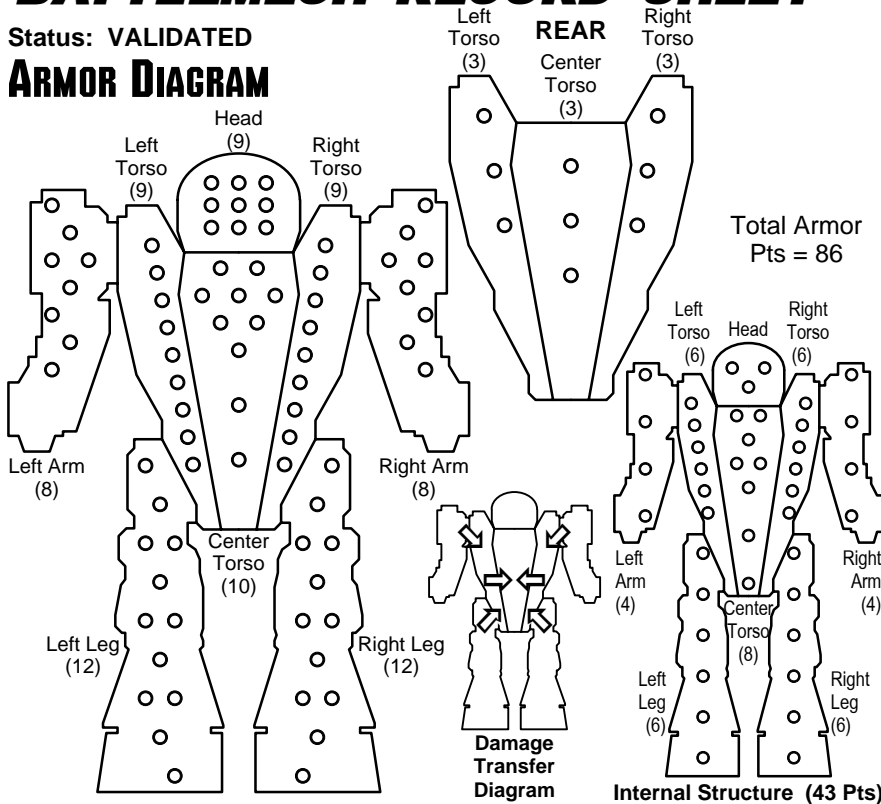 BATTLEMECH RECORD SHEET
Status: VALIDATED
ARMOR DIAGRAM
Left
Torso
(3)
REAR
Right
Torso
(3)
Center
Torso
(3)
Head
(9)
Left
Torso
(9)
Right
Torso
(9)
Total Armor
Pts = 86
Left Arm
(8)
Right Arm
(8)
Center
Torso
(10)
Left Leg
(12)
Right Leg
(12)
Left
Torso
(6)
Head
Right
Torso
(6)
Left
Arm
(4)
Right
Arm
(4)
Center
Torso
(8)
Left
Leg
(6)
Right
Leg
(6)
Damage
Transfer
Diagram
Internal Structure (43 Pts)